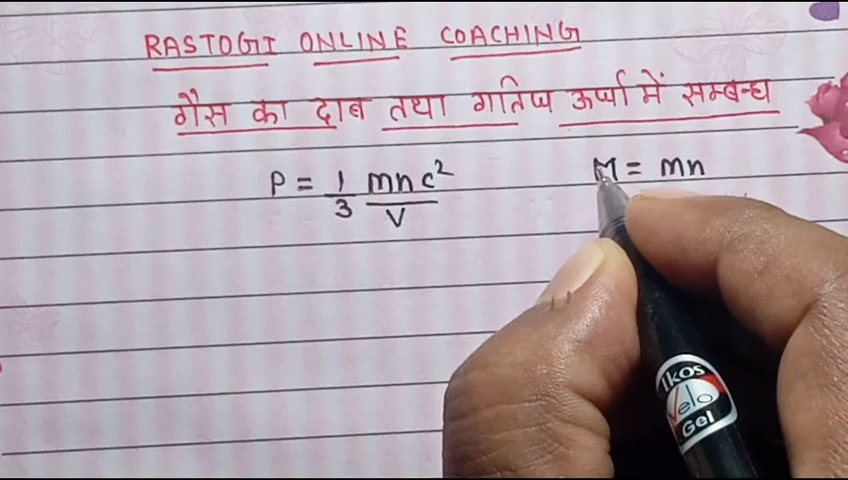 RASTOGI ONLINE COACHING
गैस का दाब तथा गतिज ऊर्जा में सम्बन्ध
P = 1/3 mnc²/V
M = mn
Ikos
Velo
Gel